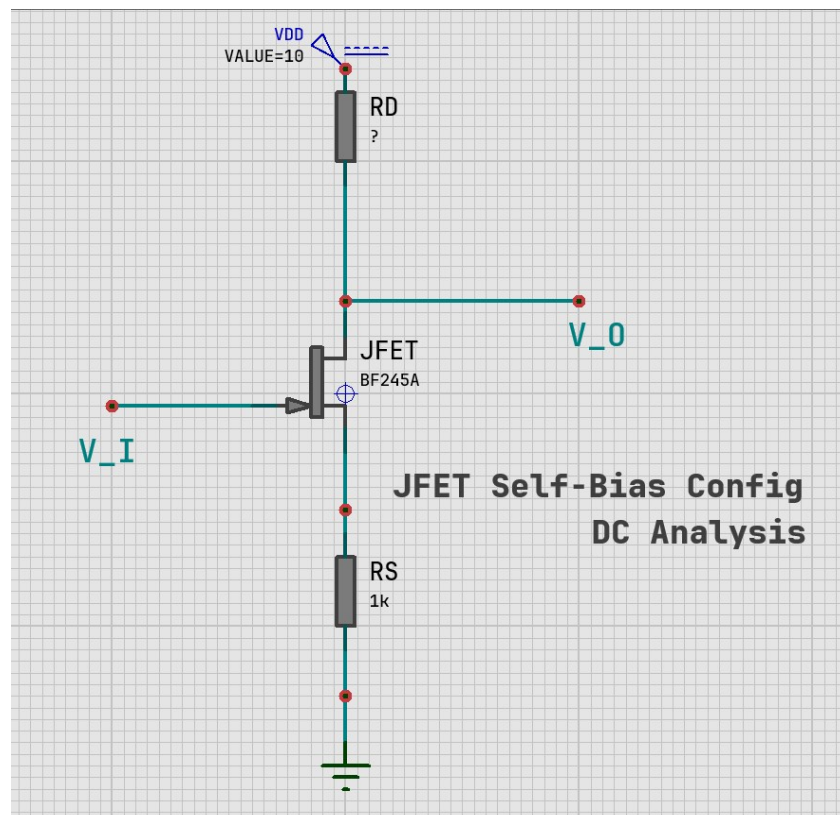 VDD
VALUE=10
RD
?
V_O
JFET
BF245A
V_I
JFET Self-Bias Config
DC Analysis
RS
1k